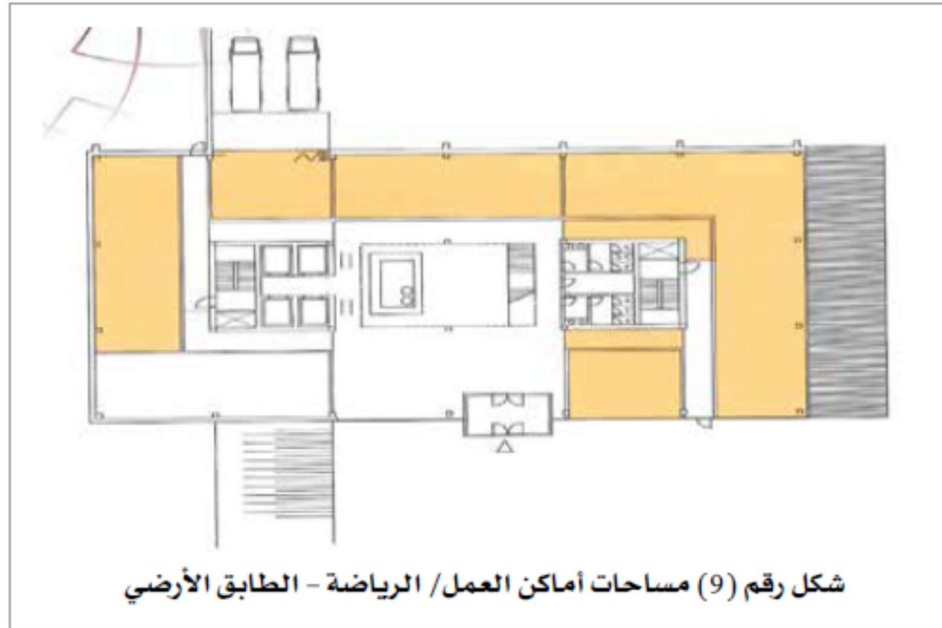 شكل رقم (9) مساحات أماكن العمل/ الرياضة – الطابق الأرضي